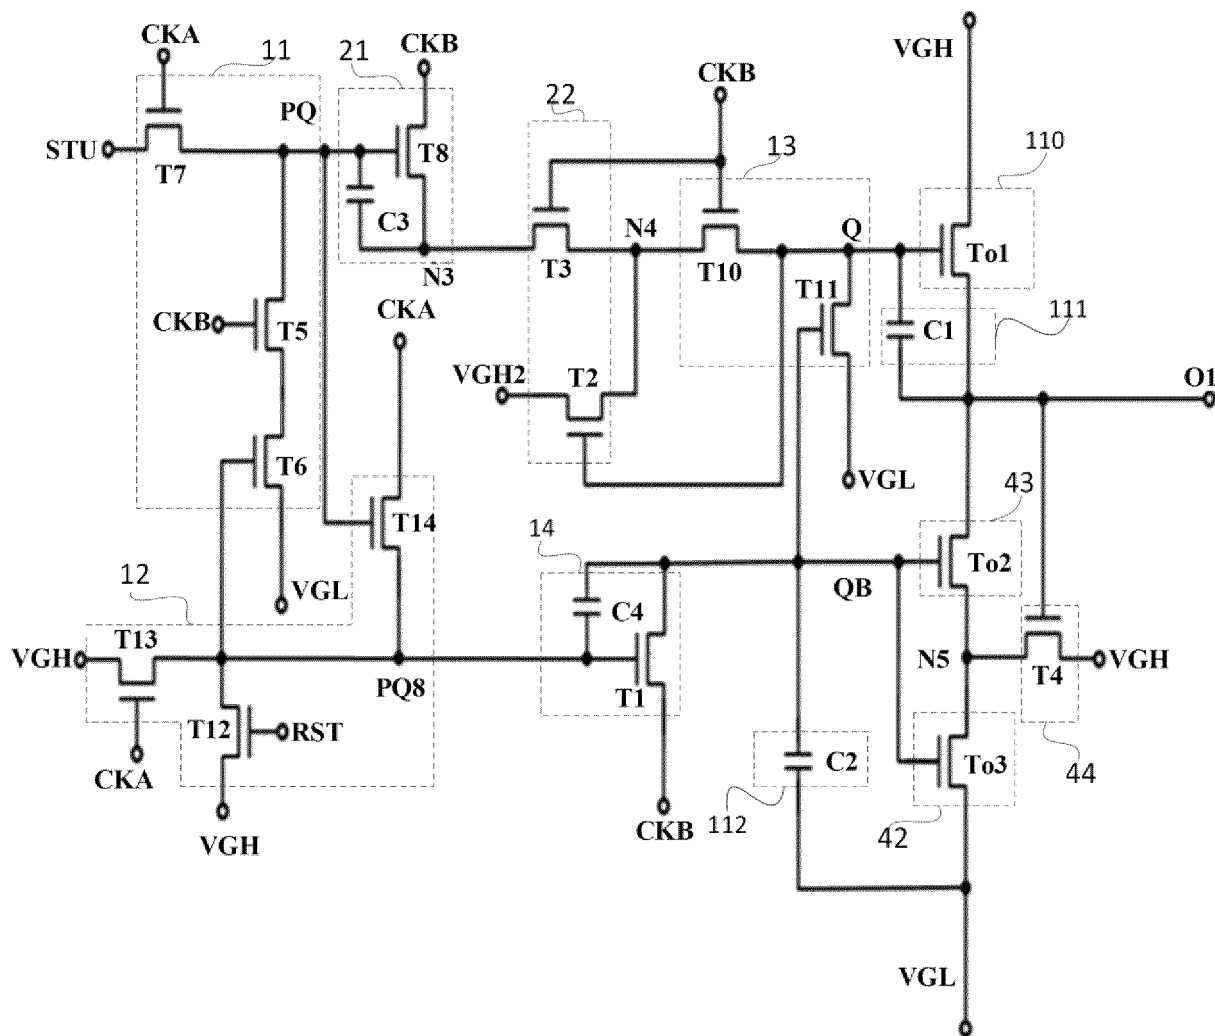 CKA
11
21
CKB
VGH
PQ
CKB
22
STU
T7
T8
13
110
C3
N4
Q
To1
N3
T3
T10
T11
CKA
CKB
T5
C1
111
VGH2
T2
O1
T6
VGL
43
T14
14
To2
12
VGL
C4
QB
T13
VGH
N5
VGH
PQ8
T1
T4
T12
RST
C2
To3
CKA
44
112
42
VGH
CKB
VGL